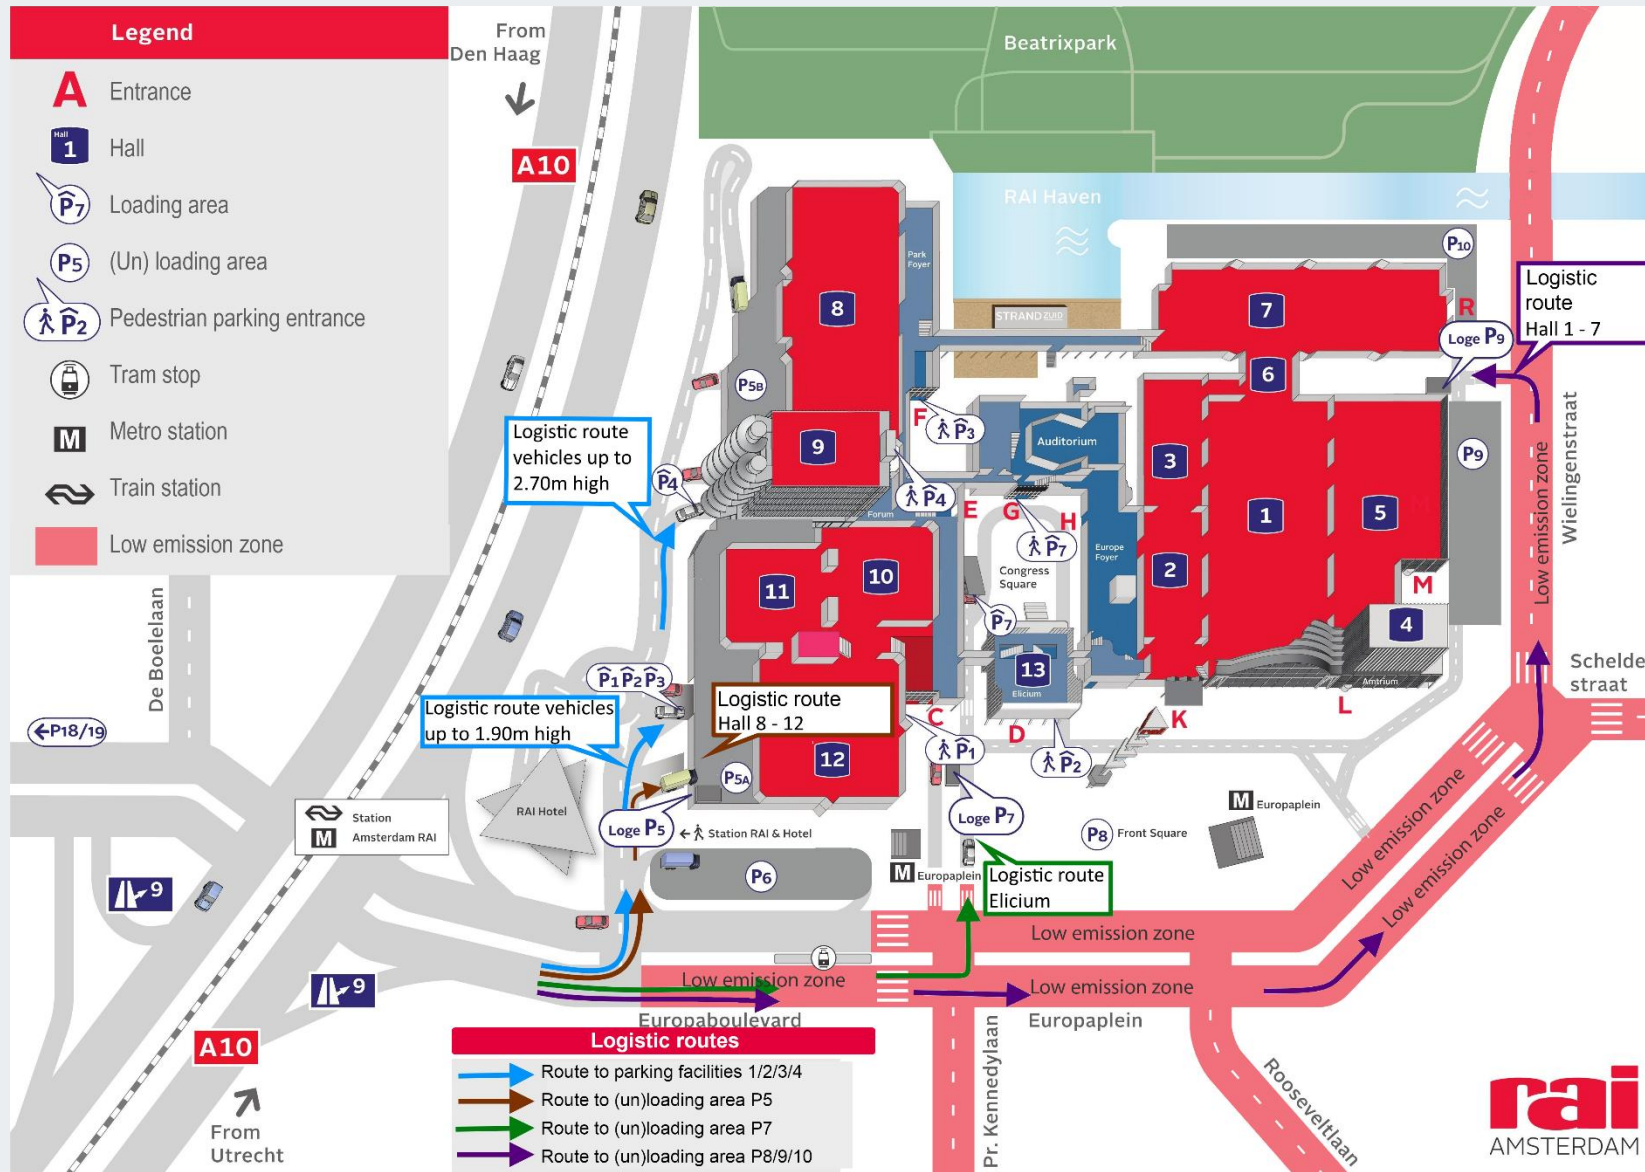 Legend
A Entrance
Hall
1
Hall
P7 Loading area
P5 (Un) loading area
P2 Pedestrian parking entrance
Tram stop
M Metro station
Train station
Low emission zone
From
Den Haag
A10
Beatrixpark
RAI Haven
STRAND ZUID
Park
Foyer
8
P5B
7
P10
R
Loge P9
Logistic
route
Hall 1 - 7
6
F
P3
Auditorium
9
P4
P4
Logistic route
vehicles up to
2.70m high
Forum
E
G
H
P7
Congress
Square
P7
Europe
Foyer
3
1
5
P9
M
2
M
4
Amtrium
Low emission zone
Wielingenstraat
Schelde
straat
11
10
13
Elicium
P1 P2 P3
Logistic route vehicles
up to 1.90m high
Logistic route
Hall 8 - 12
C
D
K
L
P1
P2
12
P5A
Loge P5
Loge P7
De Boelelaan
←P18/19
RAI Hotel
Station
M Amsterdam RAI
← Station RAI & Hotel
P6
M Europaplein
P8 Front Square
M Europaplein
Logistic route
Elicium
9
9
Low emission zone
Low emission zone
Low emission zone
Low emission zone
Low emission zone
Europaboulevard
Europaplein
Pr. Kennedylaan
Rooseveltlaan
A10
From
Utrecht
Logistic routes
Route to parking facilities 1/2/3/4
Route to (un)loading area P5
Route to (un)loading area P7
Route to (un)loading area P8/9/10
rai
AMSTERDAM